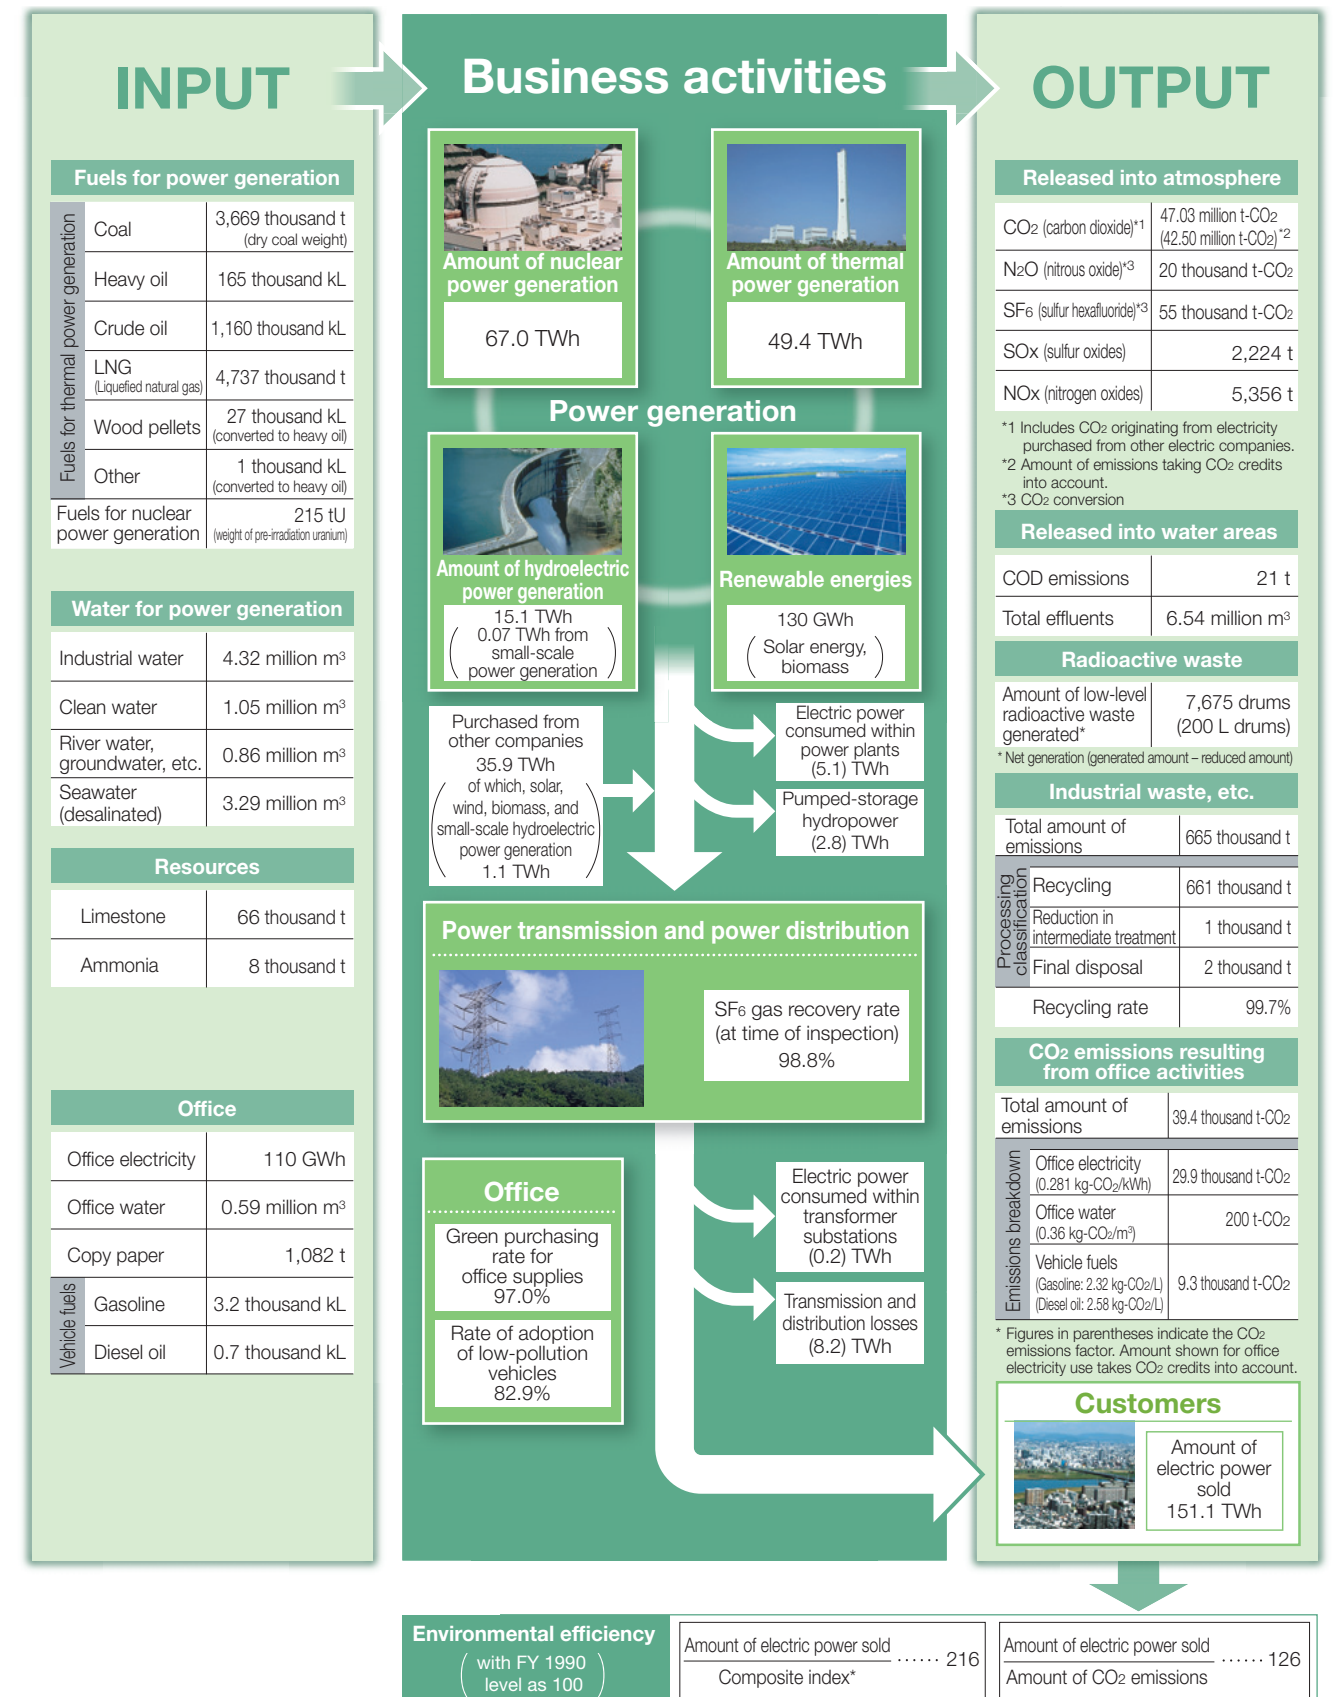 INPUT
Fuels for power generation
Fuels for thermal power generation
Coal
3,669 thousand t
(dry coal weight)
Heavy oil
165 thousand kL
Crude oil
1,160 thousand kL
LNG
(Liquefied natural gas)
4,737 thousand t
Wood pellets
27 thousand kL
(converted to heavy oil)
Other
1 thousand kL
(converted to heavy oil)
Fuels for nuclear
power generation
215 tU
(weight of pre-irradiation uranium)
Water for power generation
Industrial water
4.32 million m³
Clean water
1.05 million m³
River water,
groundwater, etc.
0.86 million m³
Seawater
(desalinated)
3.29 million m³
Resources
Limestone
66 thousand t
Ammonia
8 thousand t
Office
Office electricity
110 GWh
Office water
0.59 million m³
Copy paper
1,082 t
Vehicle fuels
Gasoline
3.2 thousand kL
Diesel oil
0.7 thousand kL
Business activities
Amount of nuclear
power generation
67.0 TWh
Amount of thermal
power generation
49.4 TWh
Power generation
Amount of hydroelectric
power generation
15.1 TWh
(0.07 TWh from
small-scale
power generation)
Renewable energies
130 GWh
(Solar energy,
biomass)
Purchased from
other companies
35.9 TWh
(of which, solar,
wind, biomass, and
small-scale hydroelectric
power generation
1.1 TWh)
Electric power
consumed within
power plants
(5.1) TWh
Pumped-storage
hydropower
(2.8) TWh
Power transmission and power distribution
SF6 gas recovery rate
(at time of inspection)
98.8%
Office
Green purchasing
rate for
office supplies
97.0%
Rate of adoption
of low-pollution
vehicles
82.9%
Electric power
consumed within
transformer
substations
(0.2) TWh
Transmission and
distribution losses
(8.2) TWh
OUTPUT
Released into atmosphere
CO2 (carbon dioxide)*1
47.03 million t-CO2
(42.50 million t-CO2)*2
N2O (nitrous oxide)*3
20 thousand t-CO2
SF6 (sulfur hexafluoride)*3
55 thousand t-CO2
SOx (sulfur oxides)
2,224 t
NOx (nitrogen oxides)
5,356 t
*1 Includes CO2 originating from electricity
purchased from other electric companies.
*2 Amount of emissions taking CO2 credits
into account.
*3 CO2 conversion
Released into water areas
COD emissions
21 t
Total effluents
6.54 million m³
Radioactive waste
Amount of low-level
radioactive waste
generated*
7,675 drums
(200 L drums)
* Net generation (generated amount – reduced amount)
Industrial waste, etc.
Total amount of
emissions
665 thousand t
Processing
classification
Recycling
661 thousand t
Reduction in
intermediate treatment
1 thousand t
Final disposal
2 thousand t
Recycling rate
99.7%
CO2 emissions resulting
from office activities
Total amount of
emissions
39.4 thousand t-CO2
Emissions breakdown
Office electricity
(0.281 kg-CO2/kWh)
29.9 thousand t-CO2
Office water
(0.36 kg-CO2/m³)
200 t-CO2
Vehicle fuels
(Gasoline: 2.32 kg-CO2/L)
(Diesel oil: 2.58 kg-CO2/L)
9.3 thousand t-CO2
* Figures in parentheses indicate the CO2
emissions factor. Amount shown for office
electricity use takes CO2 credits into account.
Customers
Amount of
electric power
sold
151.1 TWh
Environmental efficiency
(with FY 1990
level as 100)
Amount of electric power sold
Composite index*
······ 216
Amount of electric power sold
Amount of CO2 emissions
······ 126